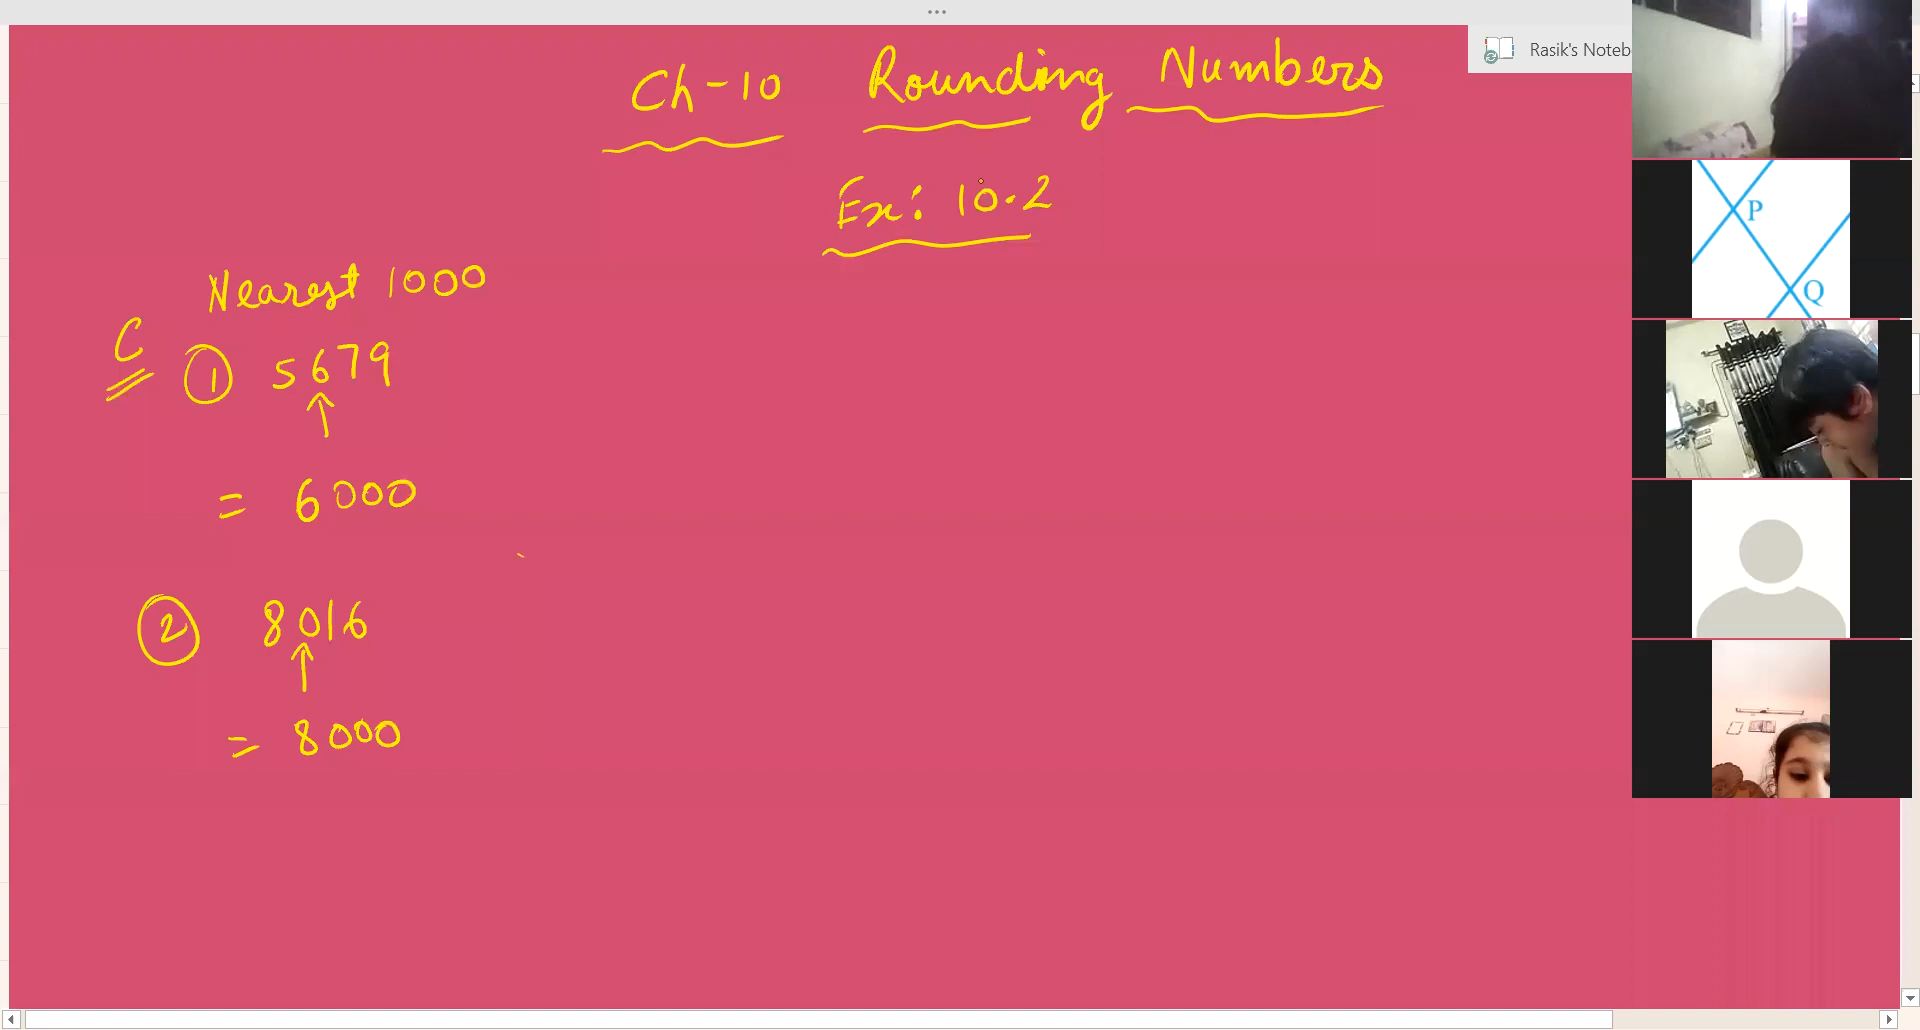 Rasik's Noteb
Ch-10 Rounding Numbers
Ex: 10.2
Nearest 1000
C
① 5679
= 6000
② 8016
= 8000
P
Q